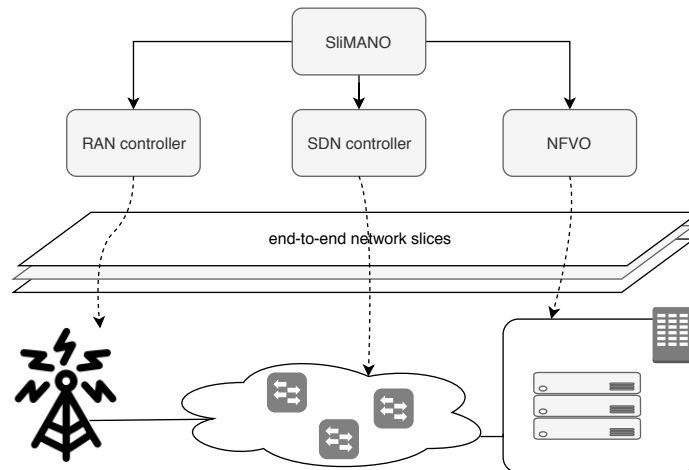 SliMANO
RAN controller
SDN controller
NFVO
end-to-end network slices